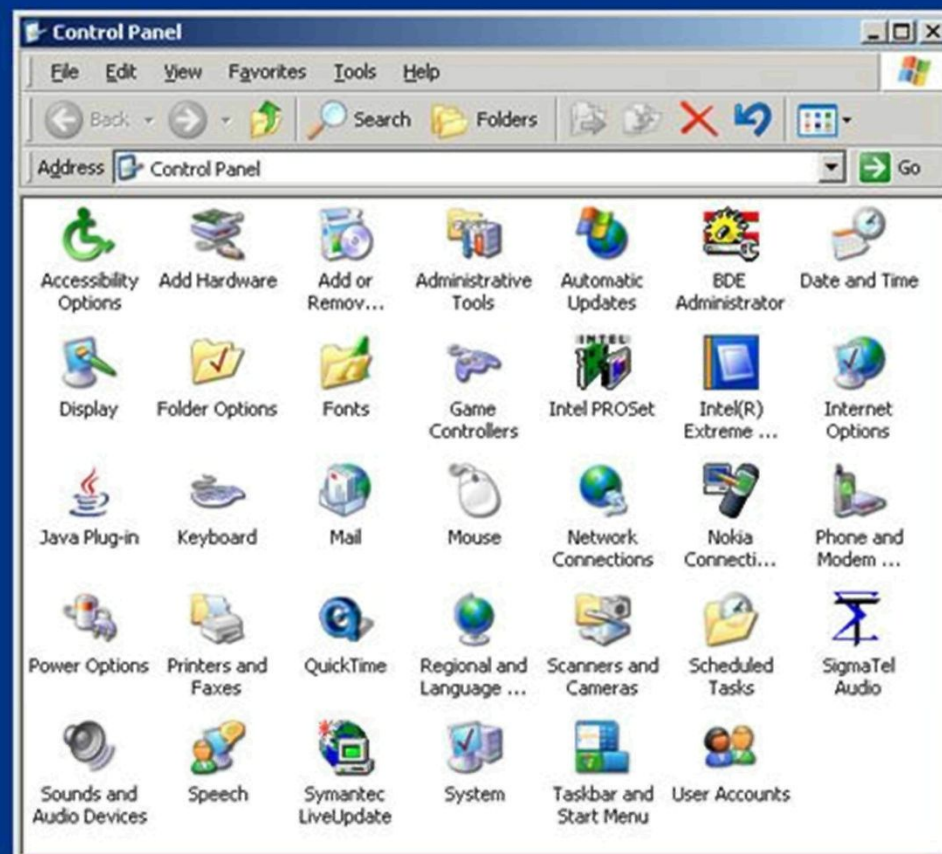 Control Panel
File Edit View Favorites Tools Help
Back Search Folders
Address Control Panel Go
Accessibility Options
Add Hardware
Add or Remov...
Administrative Tools
Automatic Updates
BDE Administrator
Date and Time
Display
Folder Options
Fonts
Game Controllers
INTEL
Intel PROSet
Intel(R) Extreme ...
Internet Options
Java Plug-in
Keyboard
Mail
Mouse
Network Connections
Nokia Connecti...
Phone and Modem ...
Power Options
Printers and Faxes
QuickTime
Regional and Language ...
Scanners and Cameras
Scheduled Tasks
SigmaTel Audio
Sounds and Audio Devices
Speech
Symantec LiveUpdate
System
Taskbar and Start Menu
User Accounts